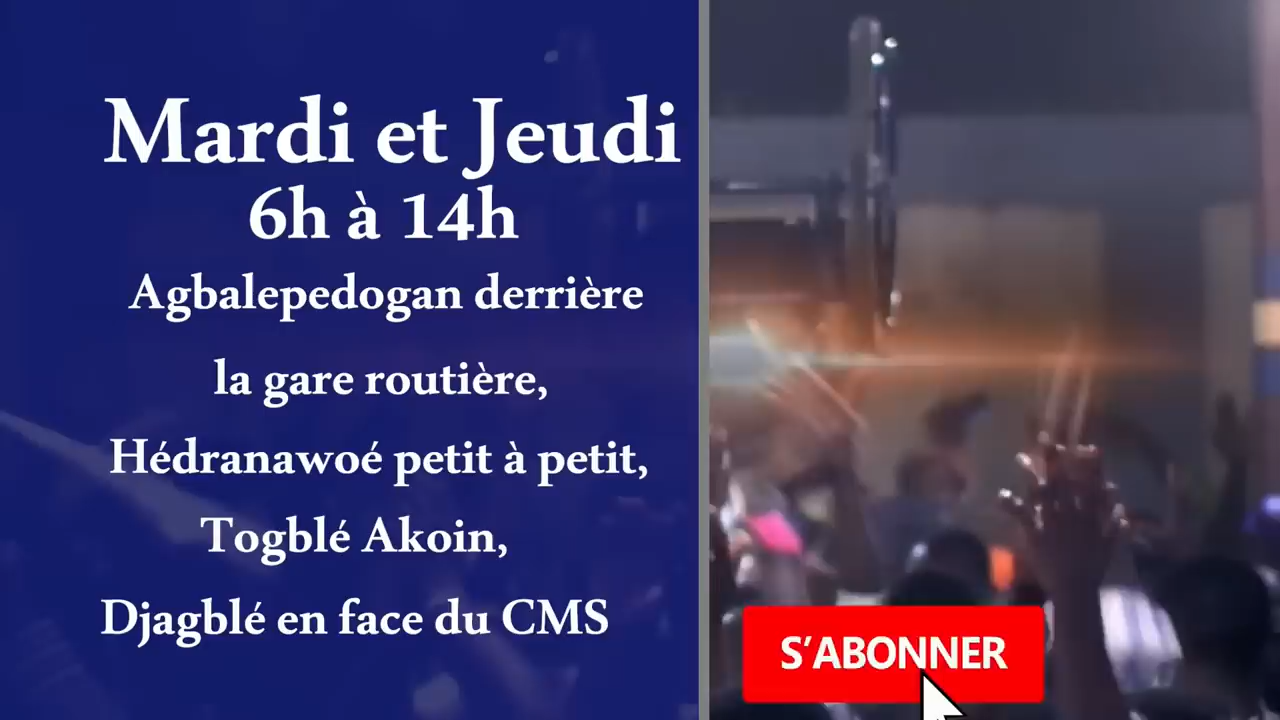 Mardi et Jeudi
6h à 14h
Agbalepedogan derrière
la gare routière,
Hédranawoé petit à petit,
Togblé Akoin,
Djagblé en face du CMS
S'ABONNER